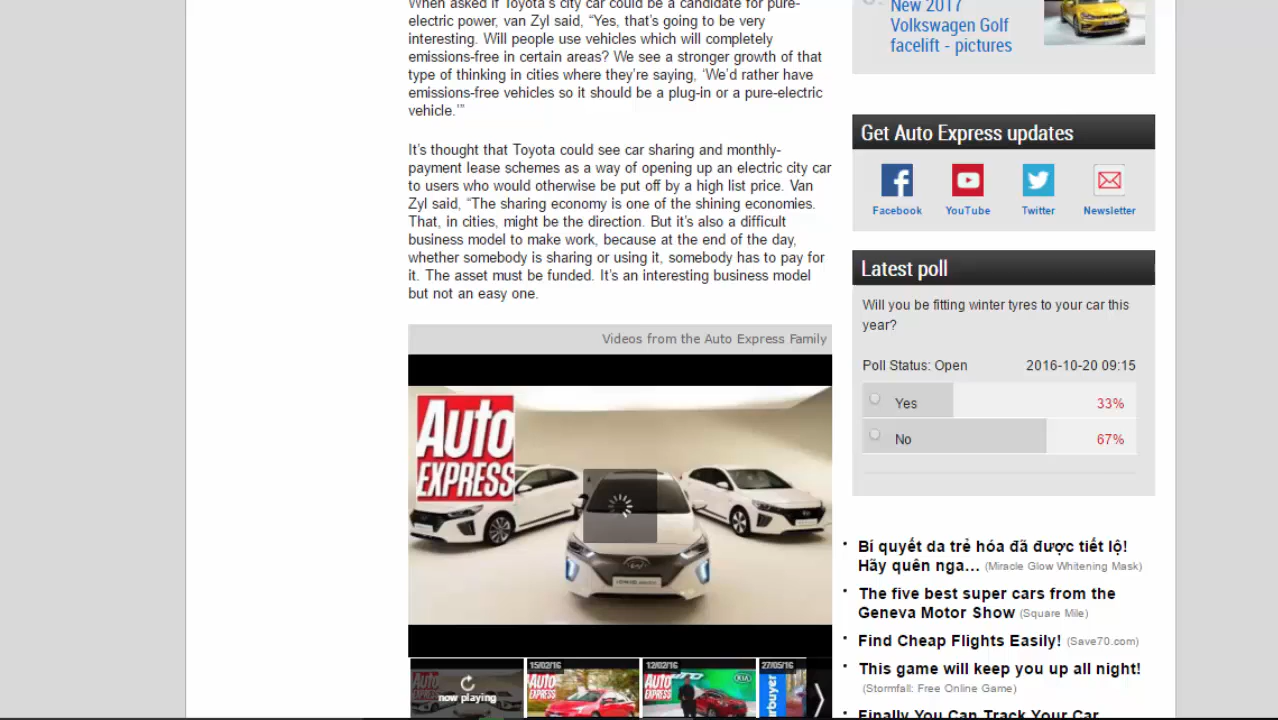 When asked if Toyota's city car could be a candidate for pure-
electric power, van Zyl said, “Yes, that’s going to be very
interesting. Will people use vehicles which will completely
emissions-free in certain areas? We see a stronger growth of that
type of thinking in cities where they’re saying, ‘We’d rather have
emissions-free vehicles so it should be a plug-in or a pure-electric
vehicle.’”
It’s thought that Toyota could see car sharing and monthly-
payment lease schemes as a way of opening up an electric city car
to users who would otherwise be put off by a high list price. Van
Zyl said, “The sharing economy is one of the shining economies.
That, in cities, might be the direction. But it’s also a difficult
business model to make work, because at the end of the day,
whether somebody is sharing or using it, somebody has to pay for
it. The asset must be funded. It’s an interesting business model
but not an easy one.
Videos from the Auto Express Family
Auto
EXPRESS
now playing
15/02/16
Auto
EXPRESS
12/02/16
Auto
EXPRESS
KIA
27/05/16
New 2017
Volkswagen Golf
facelift - pictures
Get Auto Express updates
Facebook YouTube Twitter Newsletter
Latest poll
Will you be fitting winter tyres to your car this
year?
Poll Status: Open 2016-10-20 09:15
Yes 33%
No 67%
Bí quyết da trẻ hóa đã được tiết lộ!
Hãy quên nga… (Miracle Glow Whitening Mask)
The five best super cars from the
Geneva Motor Show (Square Mile)
Find Cheap Flights Easily! (Save70.com)
This game will keep you up all night!
(Stormfall: Free Online Game)
Finally You Can Track Your Car